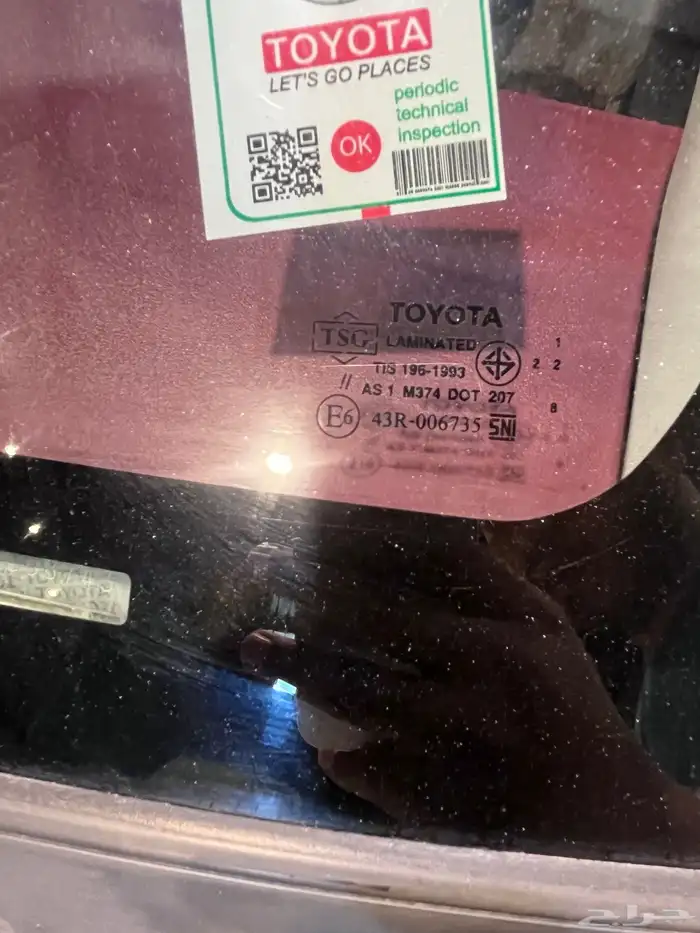 TOYOTA
LET'S GO PLACES
periodic
technical
inspection
OK
TOYOTA
TSG LAMINATED 1
TIS 196-1993 2 2
// AS 1 M374 DOT 207
8
E6 43R-006735 SNI
حراج